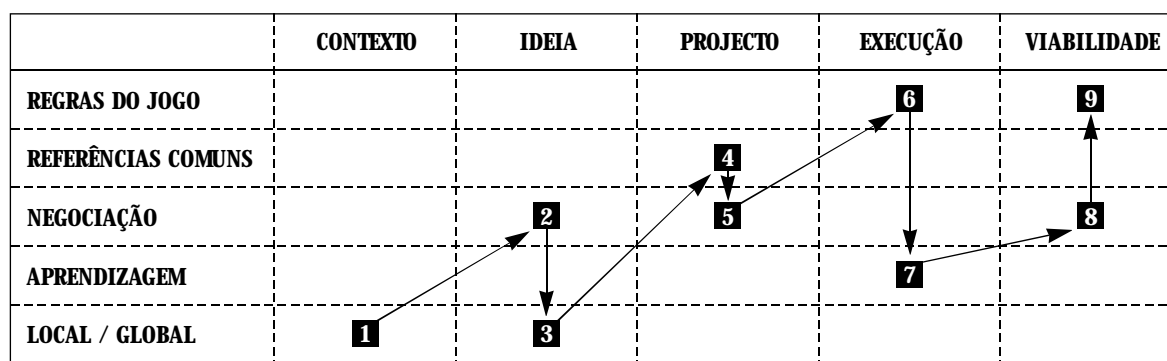 CONTEXTO IDEIA PROJECTO EXECUÇÃO VIABILIDADE
REGRAS DO JOGO 6 9
REFERÊNCIAS COMUNS 4
NEGOCIAÇÃO 2 5 8
APRENDIZAGEM 7
LOCAL / GLOBAL 1 3